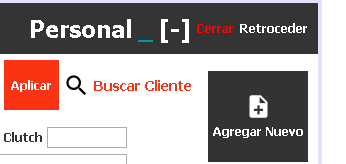 Personal _ [-] Cerrar Retroceder
Aplicar Buscar Cliente
Agregar Nuevo
Clutch